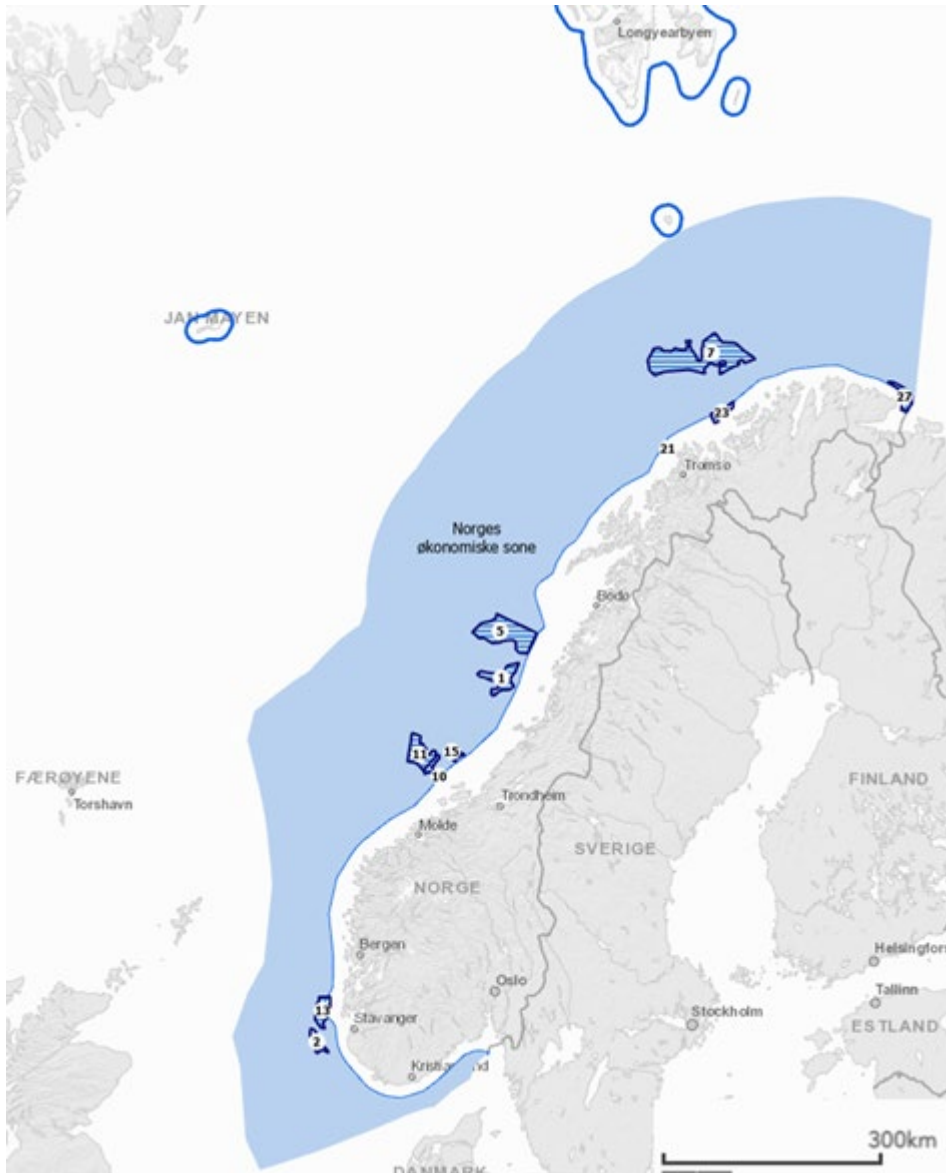 Longyearbyen
JAN MAYEN
7
27
23
21
Tromsø
Norges
økonomiske sone
Bodø
5
1
15
11
10
FÆRØYENE
Torshavn
Trondheim
FINLAND
Molde
SVERIGE
NORGE
Bergen
Helsingfors
Oslo
Tallinn
13
Stavanger
Stockholm
ESTLAND
2
300km
DANMARK